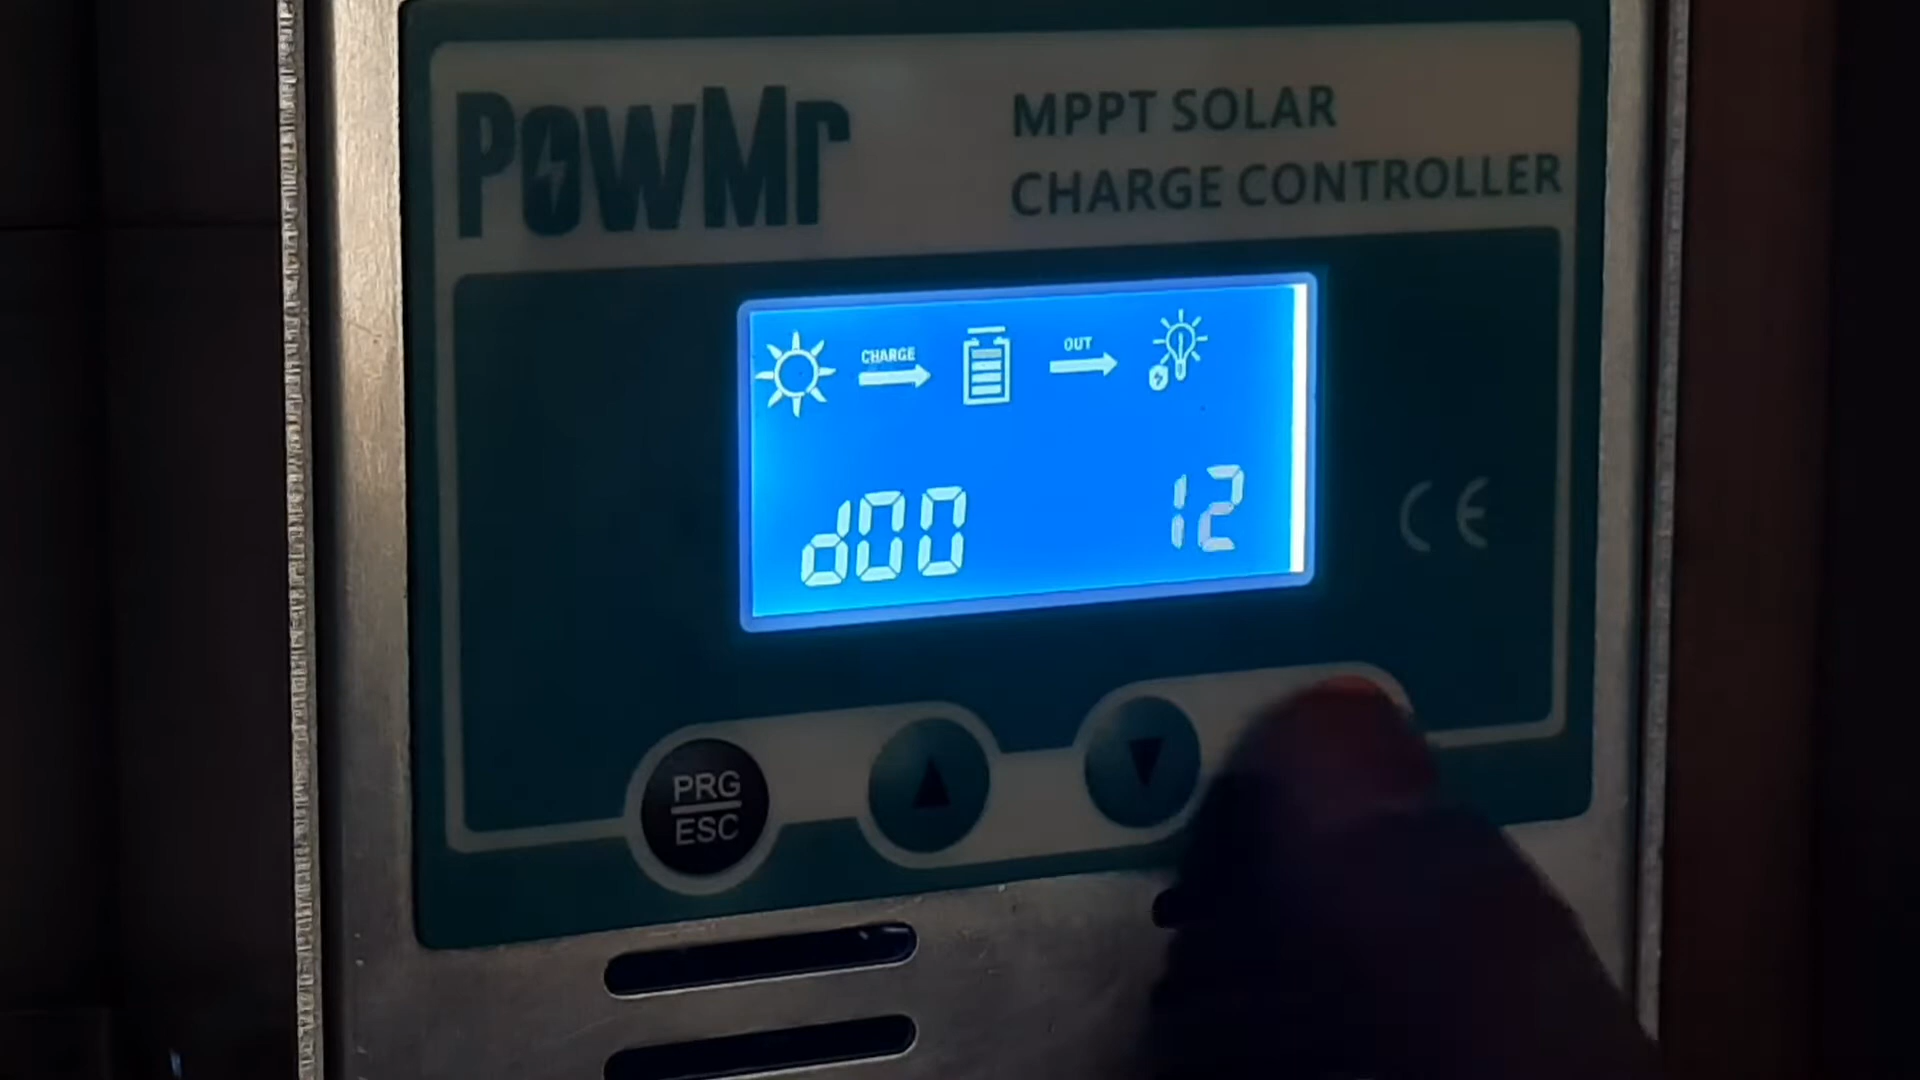 PowMr
MPPT SOLAR
CHARGE CONTROLLER
CHARGE
OUT
d00 12
CE
PRG
ESC